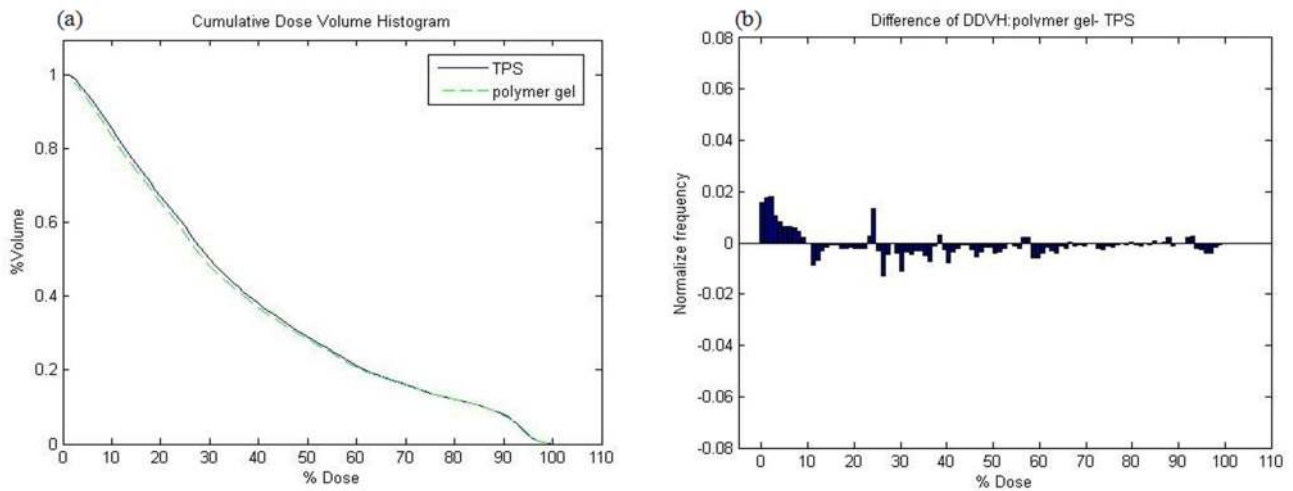 (a)
Cumulative Dose Volume Histogram
TPS
polymer gel
1
0.8
0.6
0.4
0.2
0
%Volume
0 10 20 30 40 50 60 70 80 90 100 110
% Dose
(b)
Difference of DDVH:polymer gel- TPS
0.08
0.06
0.04
0.02
0
-0.02
-0.04
-0.06
-0.08
Normalize frequency
0 10 20 30 40 50 60 70 80 90 100 110
% Dose